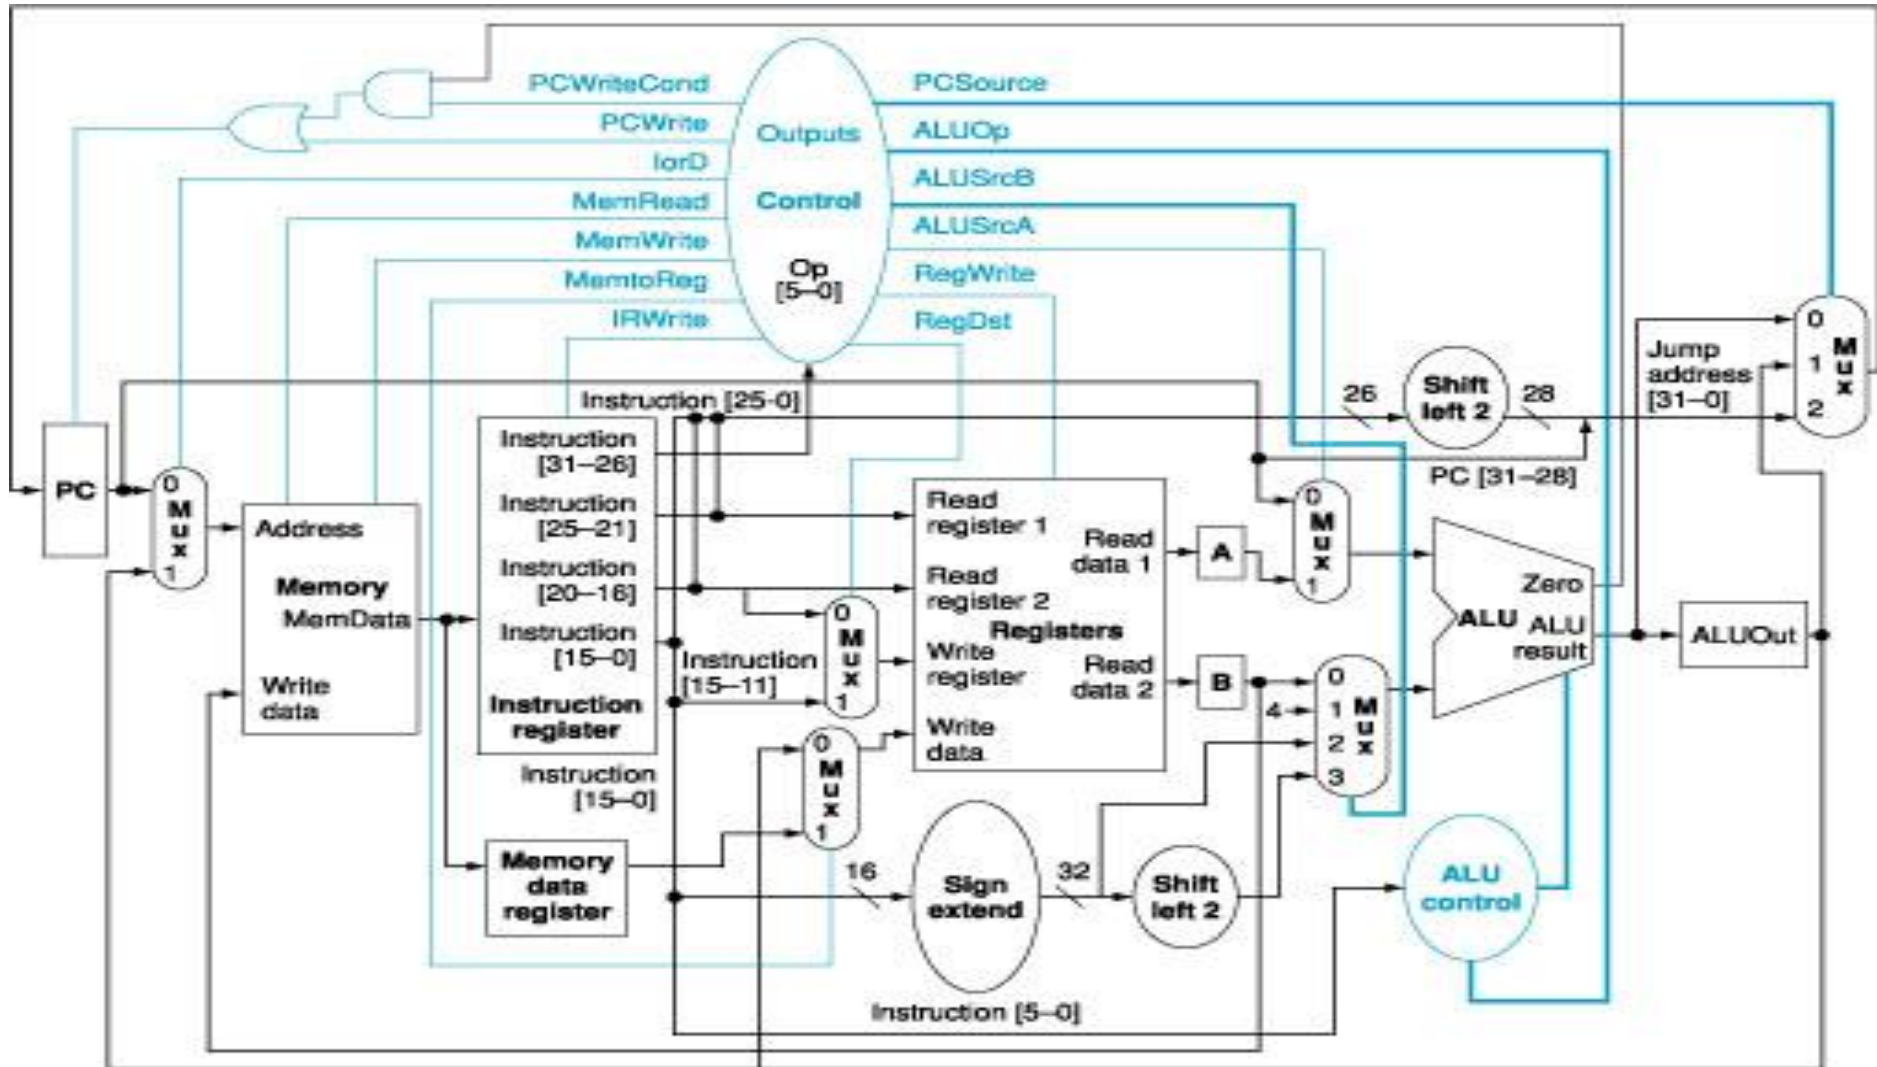 PCWriteCond
PCWrite
IorD
MemRead
MemWrite
MemtoReg
IRWrite
Outputs
Control
Op
[5–0]
PCSource
ALUOp
ALUSrcB
ALUSrcA
RegWrite
RegDst
PC
0
M
u
x
1
Address
Memory
MemData
Write
data
Instruction [25-0]
Instruction
[31–26]
Instruction
[25–21]
Instruction
[20–16]
Instruction
[15–0]
Instruction
register
Instruction
[15–0]
Memory
data
register
Instruction
[15–11]
0
M
u
x
1
0
M
u
x
1
Read
register 1
Read
register 2
Registers
Write
register
Write
data
Read
data 1
Read
data 2
A
B
4
0
M
u
x
1
0
1
2
3
M
u
x
16
Sign
extend
32
Shift
left 2
Instruction [5–0]
26
Shift
left 2
28
PC [31–28]
Jump
address
[31–0]
0
1
2
M
u
x
Zero
ALU
ALU
result
ALUOut
ALU
control